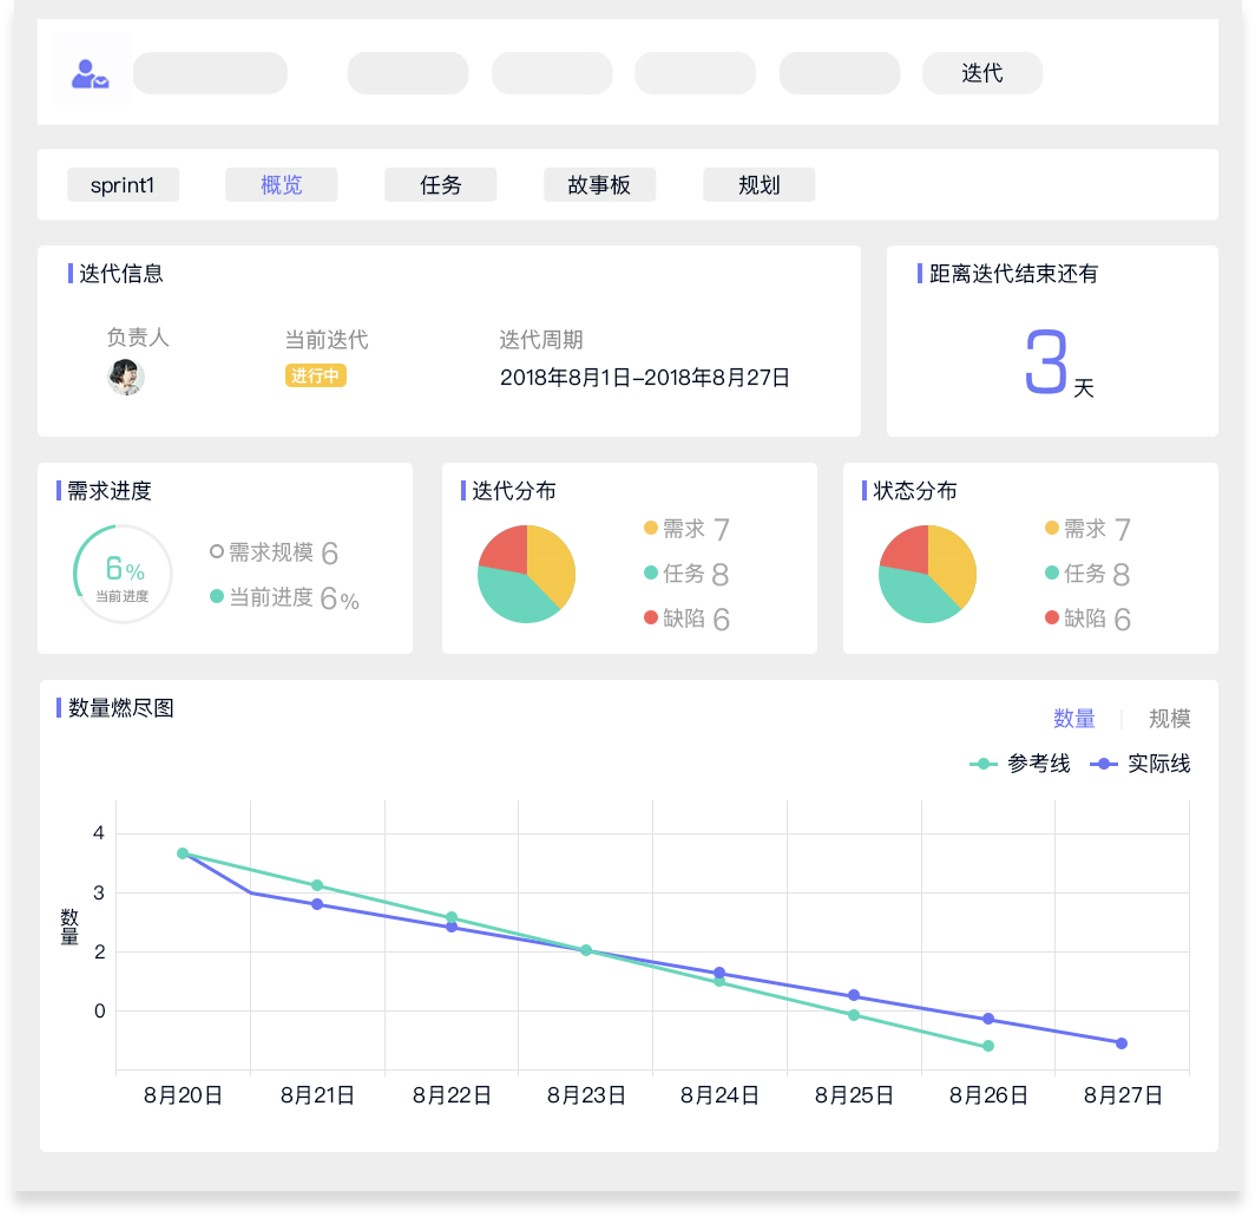 迭代
sprint1
概览
任务
故事板
规划
迭代信息
负责人
当前迭代
进行中
迭代周期
2018年8月1日-2018年8月27日
距离迭代结束还有
3天
需求进度
6%
当前进度
需求规模 6
当前进度 6%
迭代分布
需求 7
任务 8
缺陷 6
状态分布
需求 7
任务 8
缺陷 6
数量燃尽图
数量
规模
参考线
实际线
数量
4
3
2
0
8月20日
8月21日
8月22日
8月23日
8月24日
8月25日
8月26日
8月27日